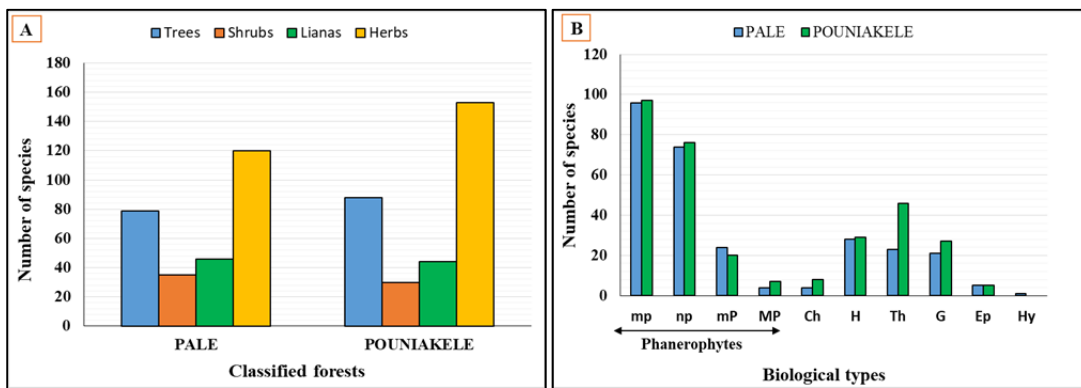 A
Trees Shrubs Lianas Herbs
180
160
140
120
100
80
60
40
20
0
Number of species
PALE POUNIAKELE
Classified forests
B
PALE POUNIAKELE
120
100
80
60
40
20
0
Number of species
mp np mP MP Ch H Th G Ep Hy
Phanerophytes
Biological types